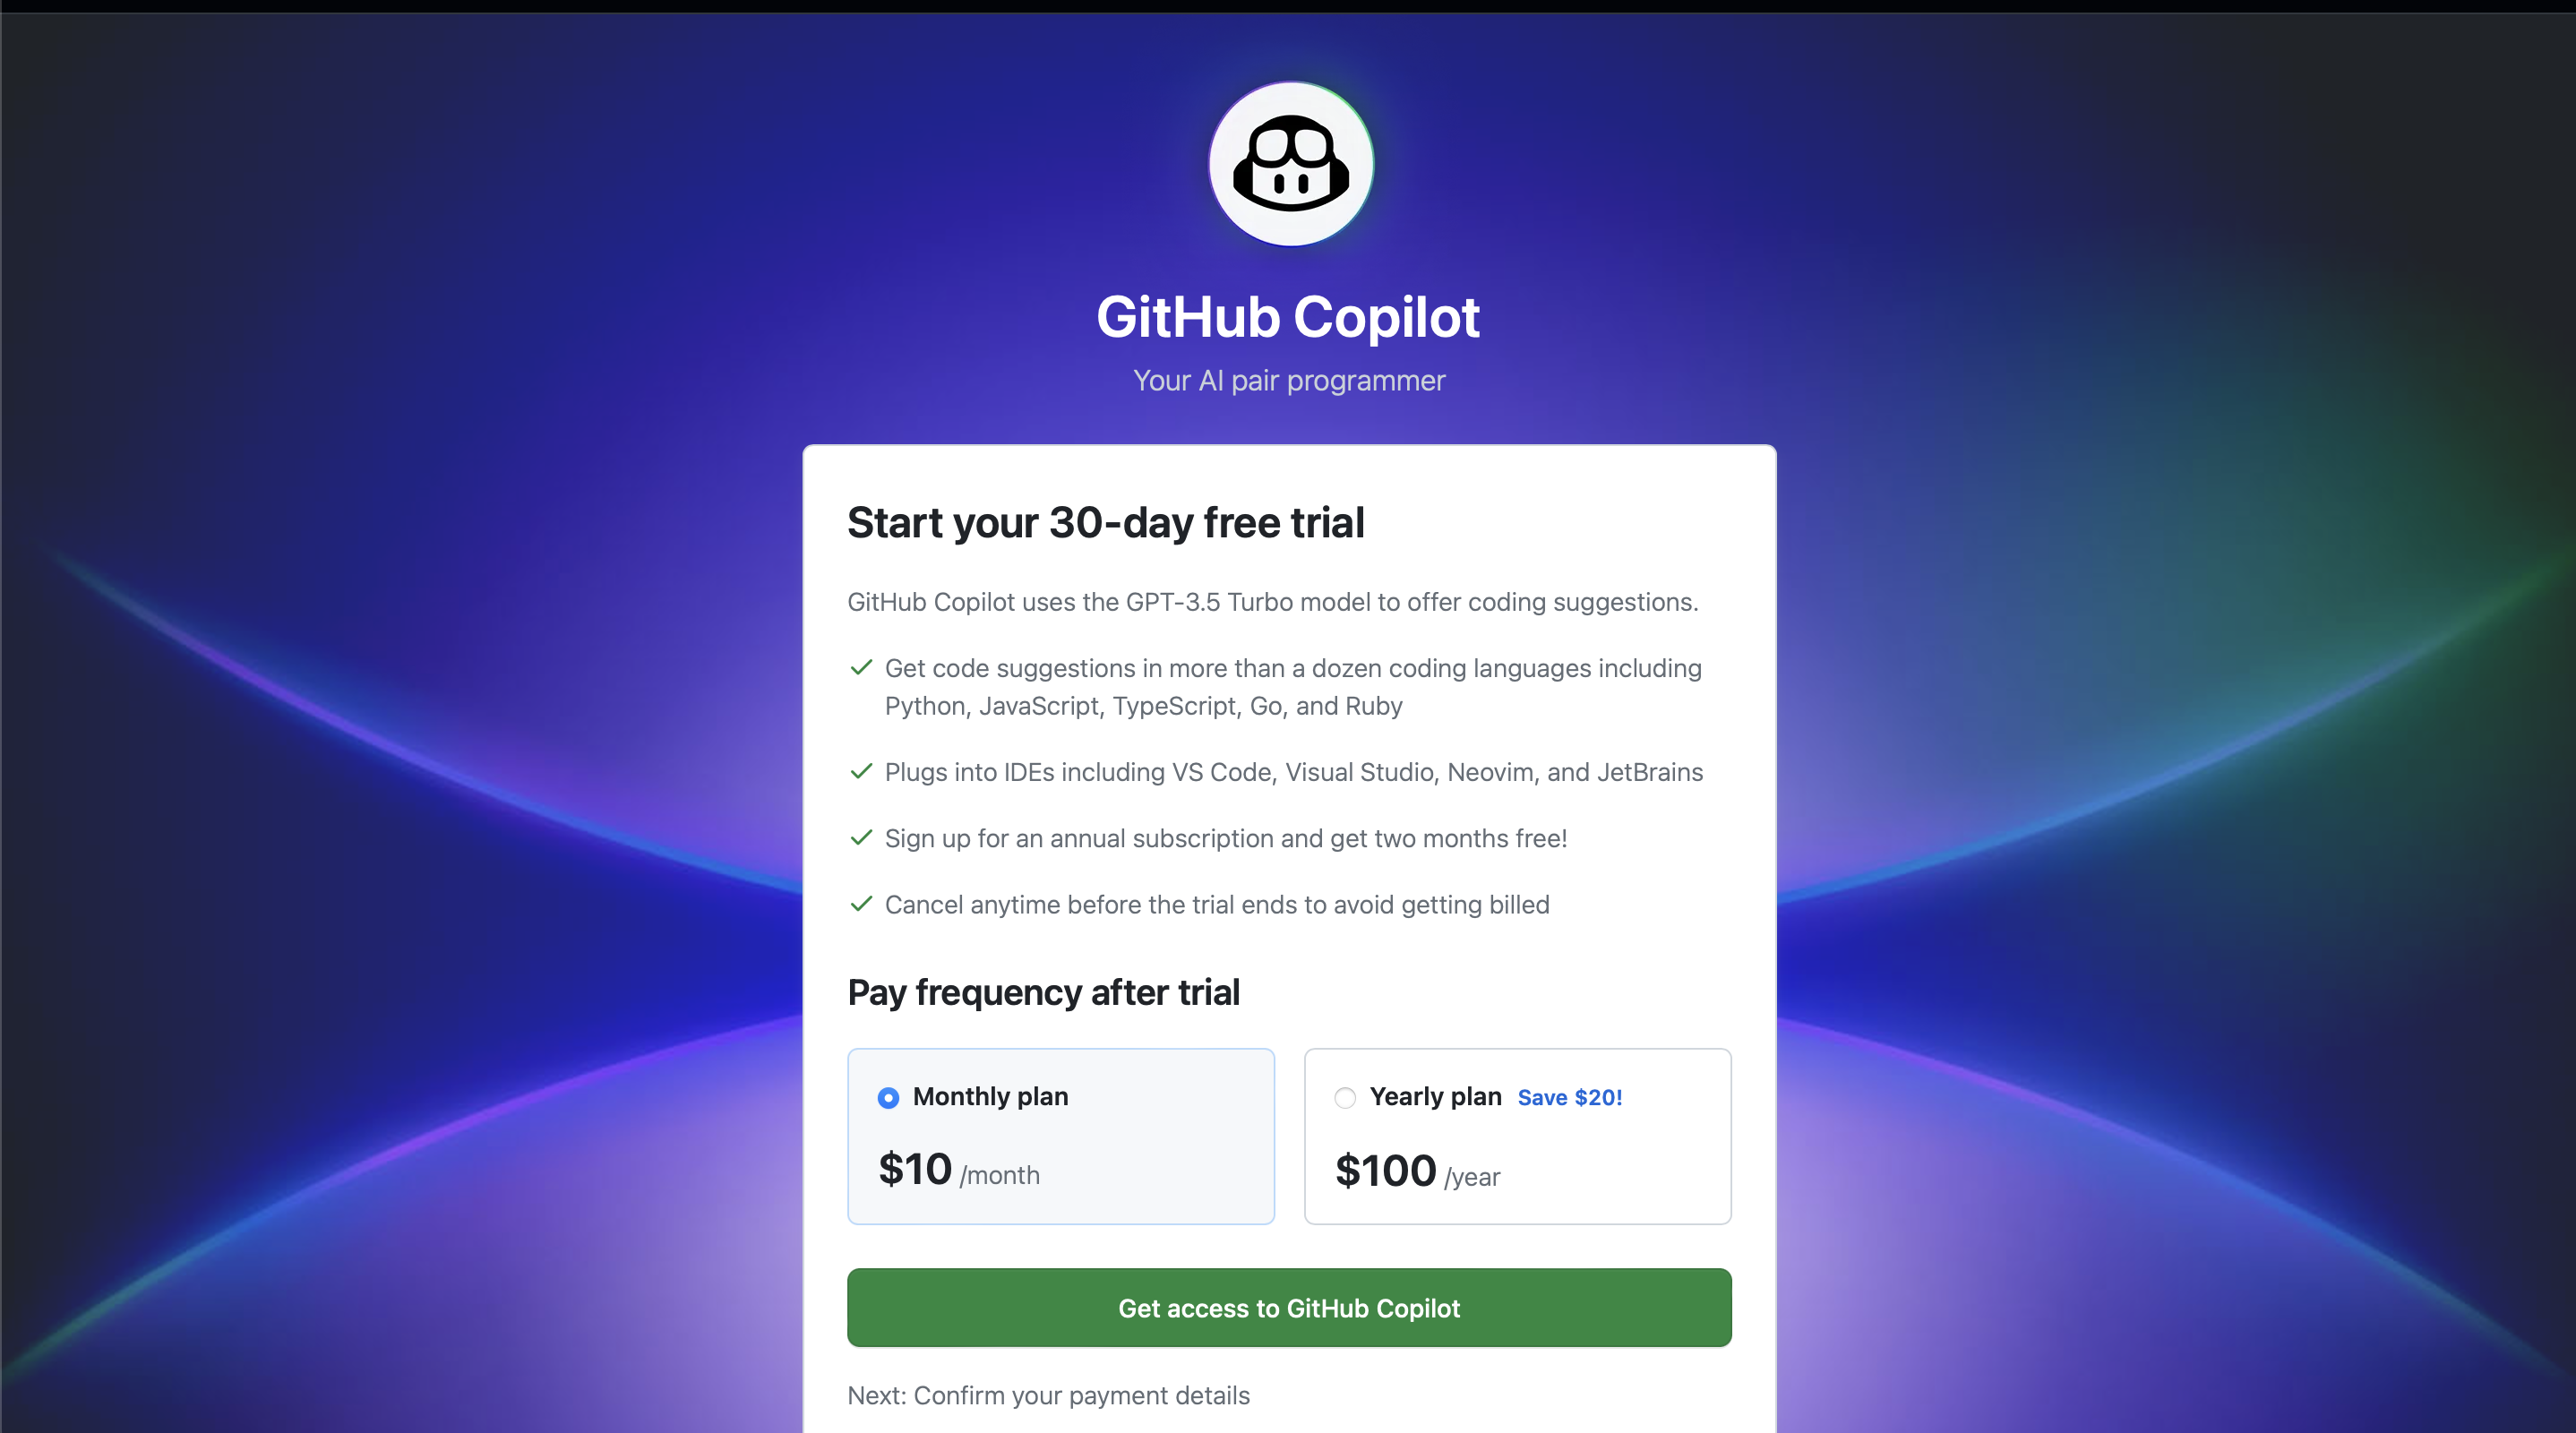 GitHub Copilot
Your AI pair programmer
Start your 30-day free trial
GitHub Copilot uses the GPT-3.5 Turbo model to offer coding suggestions.
Get code suggestions in more than a dozen coding languages including
Python, JavaScript, TypeScript, Go, and Ruby
Plugs into IDEs including VS Code, Visual Studio, Neovim, and JetBrains
Sign up for an annual subscription and get two months free!
Cancel anytime before the trial ends to avoid getting billed
Pay frequency after trial
Monthly plan
$10 /month
Yearly plan Save $20!
$100 /year
Get access to GitHub Copilot
Next: Confirm your payment details